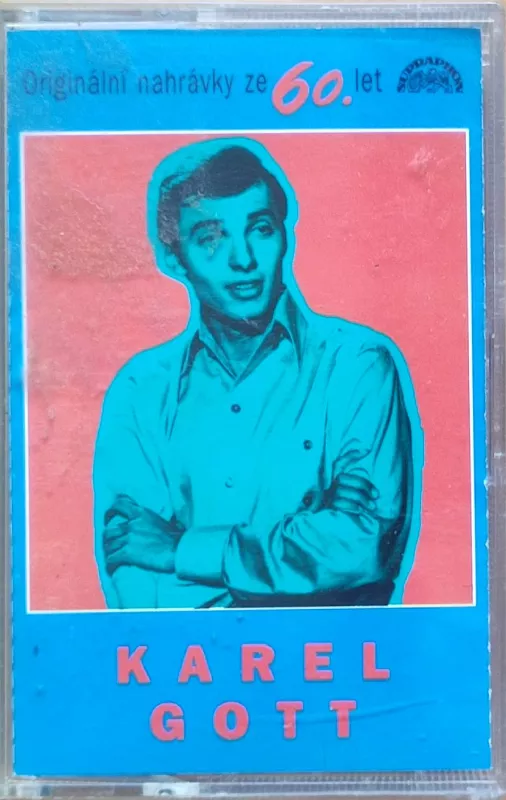 Originální nahrávky ze 60. let
SUPRAPHON
KAREL
GOTT